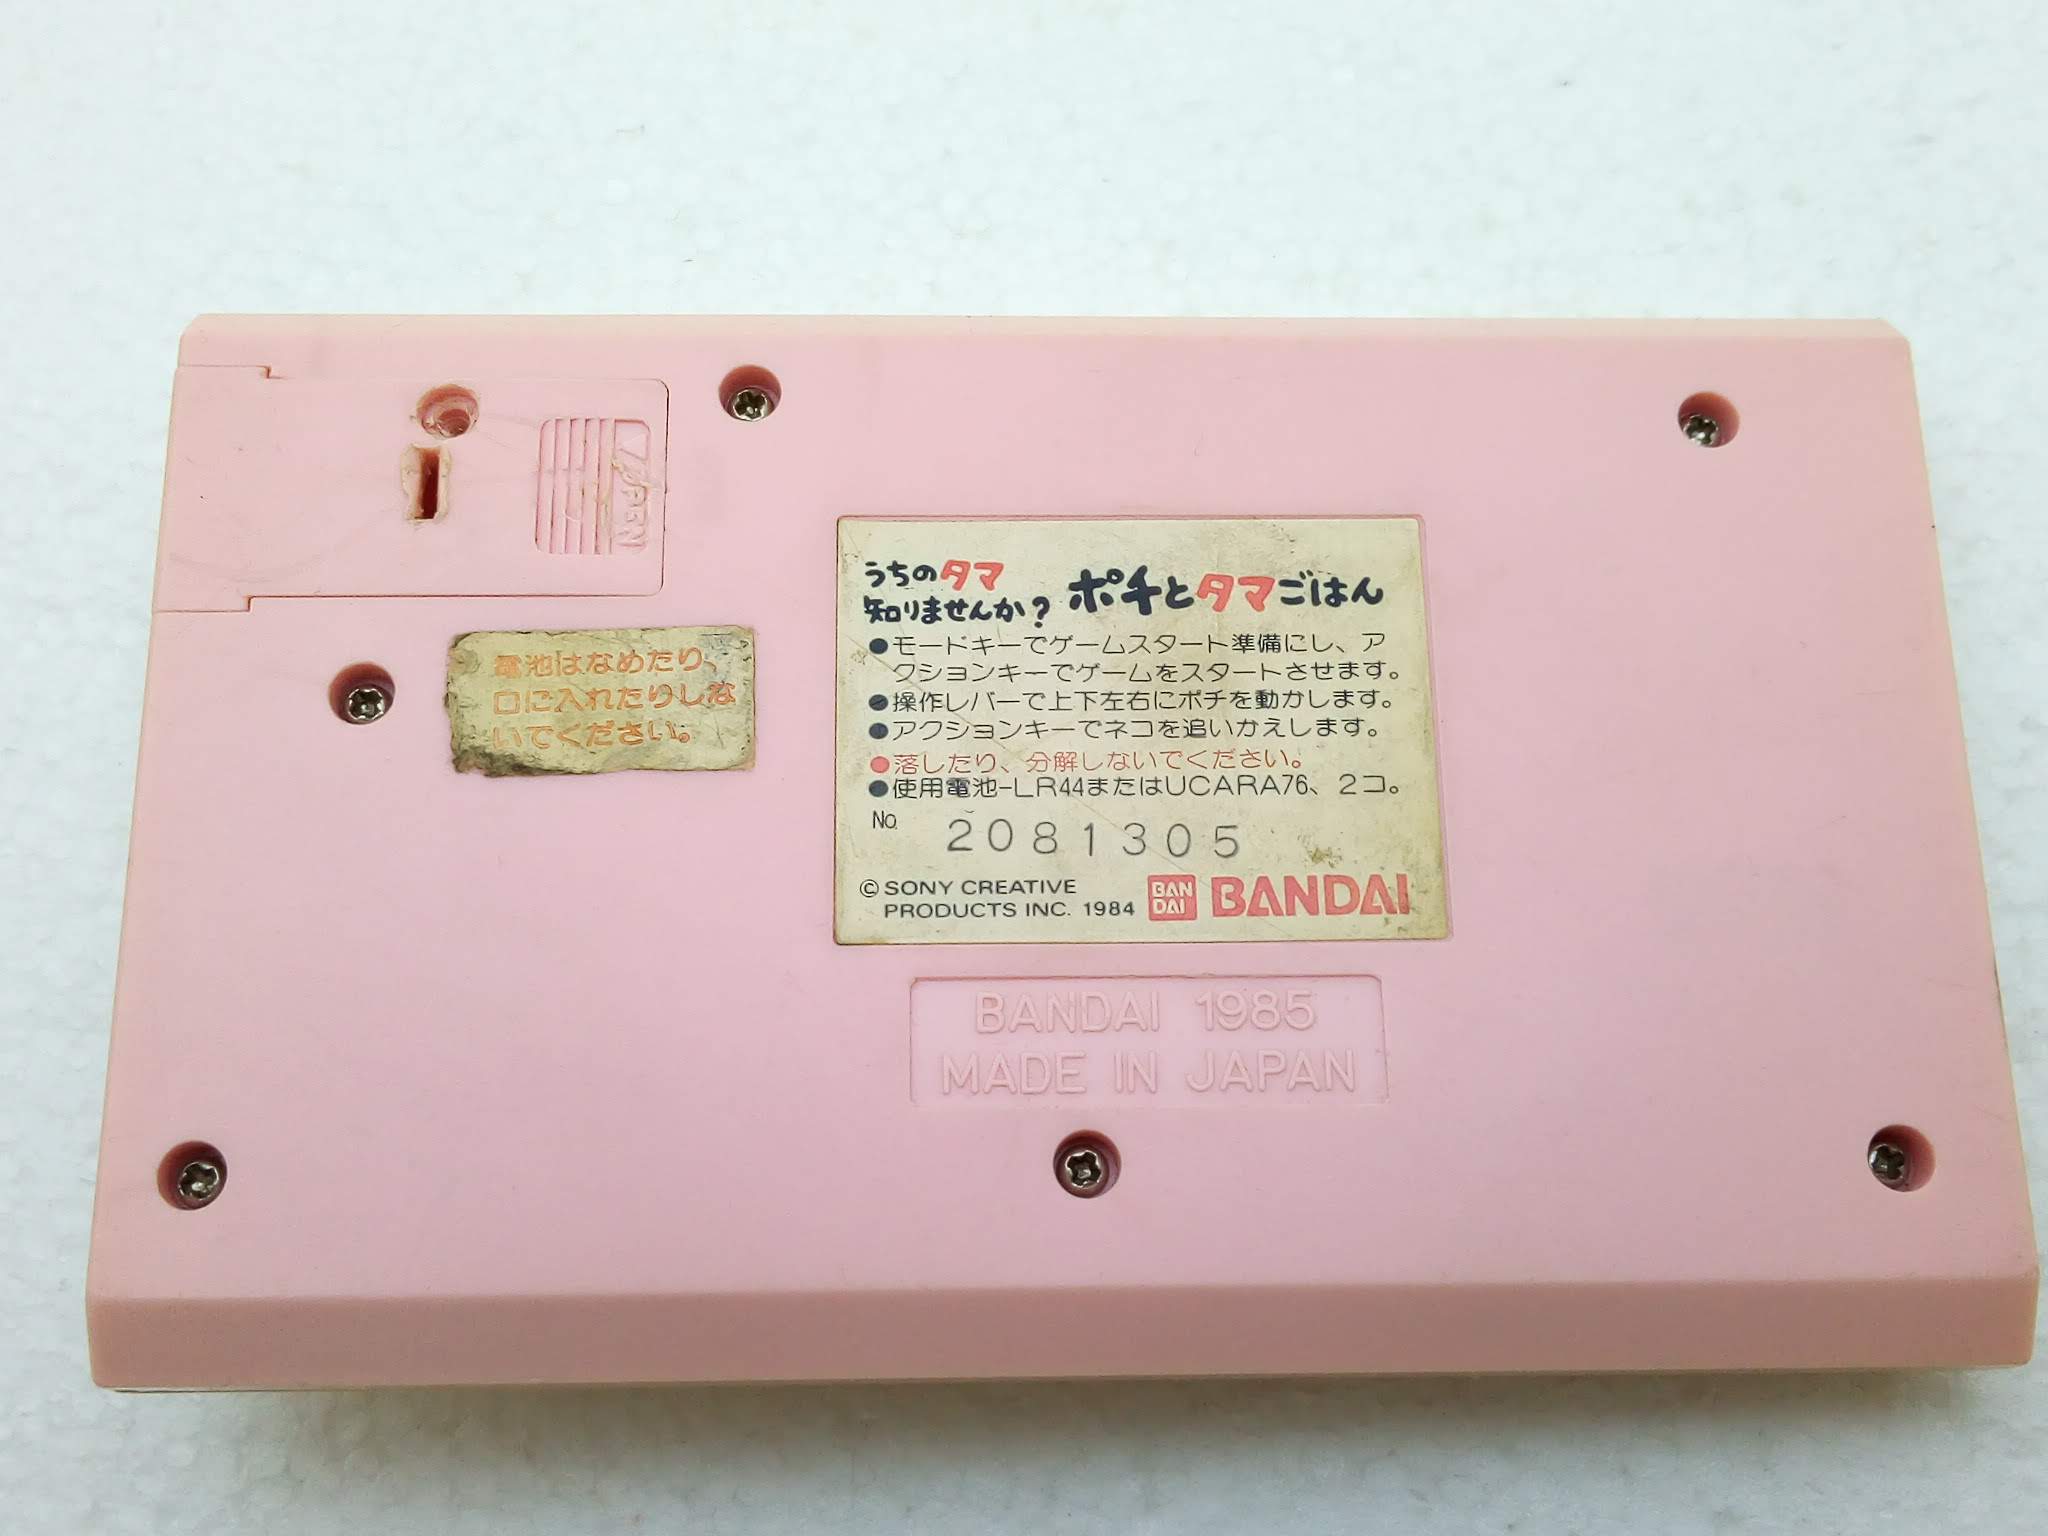 OPEN
電池はなめたり、
口に入れたりしな
いでください。
うちのタマ
知りませんか?
ポチとタマごはん
●モードキーでゲームスタート準備にし、ア
クションキーでゲームをスタートさせます。
●操作レバーで上下左右にポチを動かします。
●アクションキーでネコを追いかえします。
●落したり、分解しないでください。
●使用電池-LR44またはUCARA76、2コ。
No. 2081305
© SONY CREATIVE
PRODUCTS INC. 1984
BAN
DAI
BANDAI
BANDAI 1985
MADE IN JAPAN